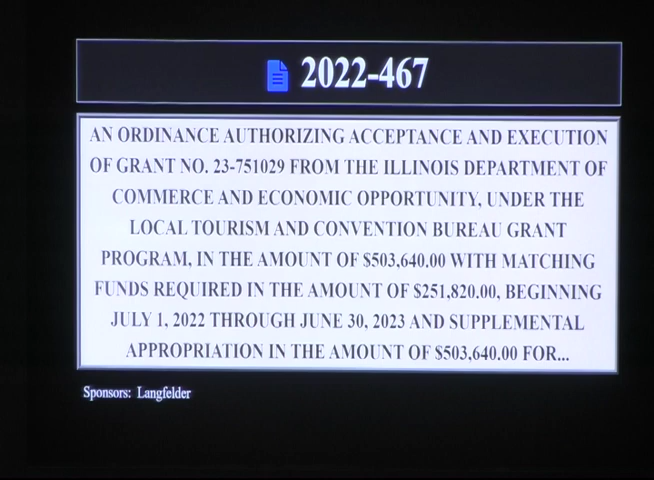 2022-467
AN ORDINANCE AUTHORIZING ACCEPTANCE AND EXECUTION
OF GRANT NO. 23-751029 FROM THE ILLINOIS DEPARTMENT OF
COMMERCE AND ECONOMIC OPPORTUNITY, UNDER THE
LOCAL TOURISM AND CONVENTION BUREAU GRANT
PROGRAM, IN THE AMOUNT OF $503,640.00 WITH MATCHING
FUNDS REQUIRED IN THE AMOUNT OF $251,820.00, BEGINNING
JULY 1, 2022 THROUGH JUNE 30, 2023 AND SUPPLEMENTAL
APPROPRIATION IN THE AMOUNT OF $503,640.00 FOR...
Sponsors: Langfelder